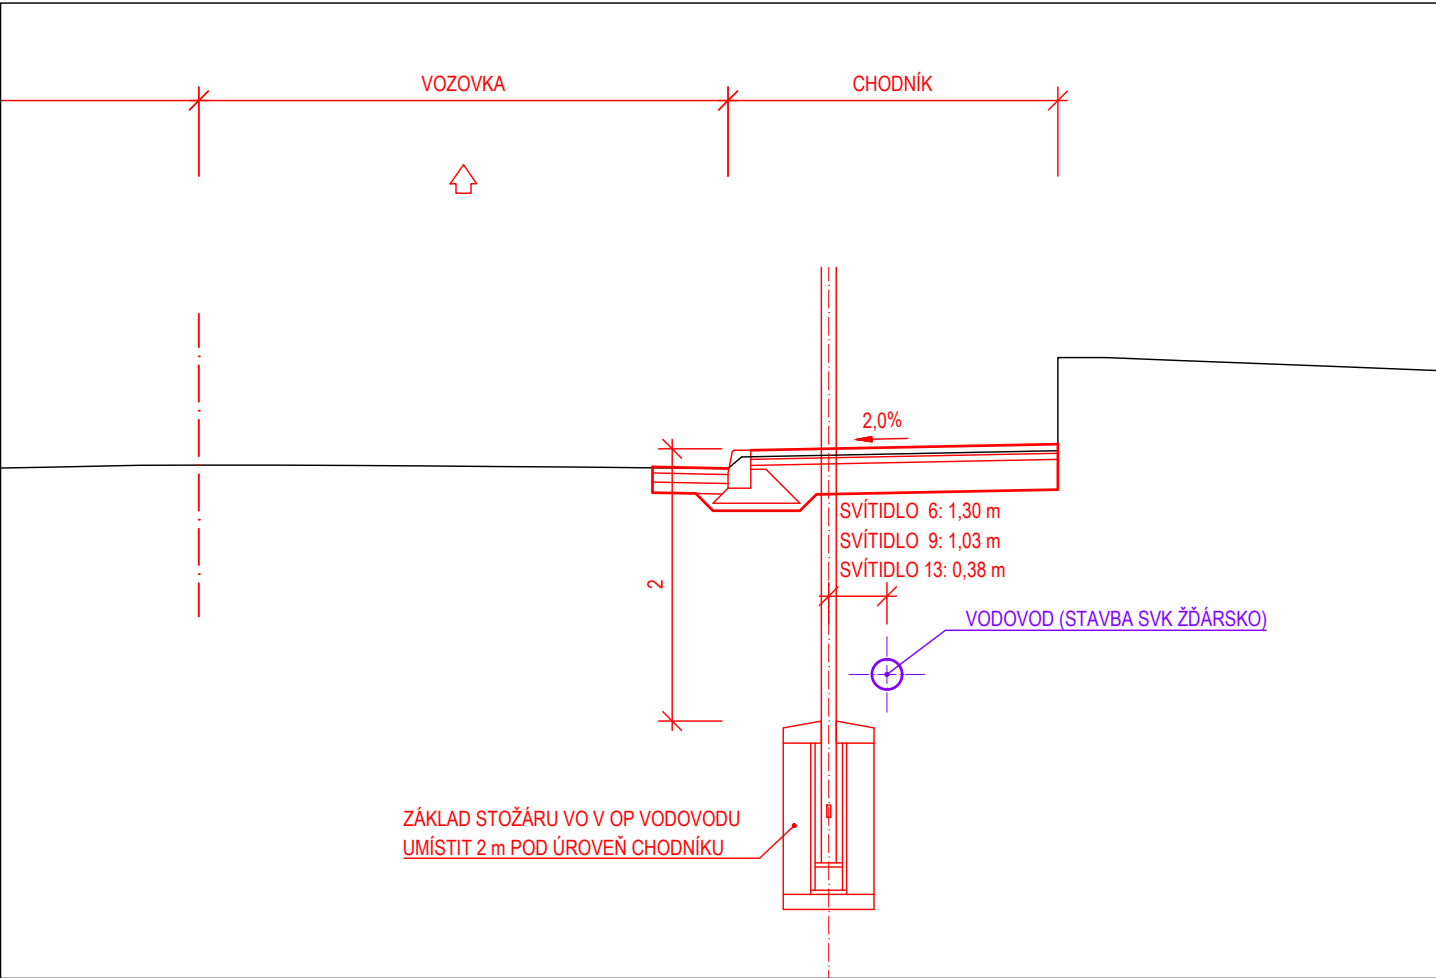 VOZOVKA
CHODNÍK
2,0%
SVÍTIDLO 6: 1,30 m
SVÍTIDLO 9: 1,03 m
SVÍTIDLO 13: 0,38 m
2
VODOVOD (STAVBA SVK ŽĎÁRSKO)
ZÁKLAD STOŽÁRU VO V OP VODOVODU
UMÍSTIT 2 m POD ÚROVEŇ CHODNÍKU